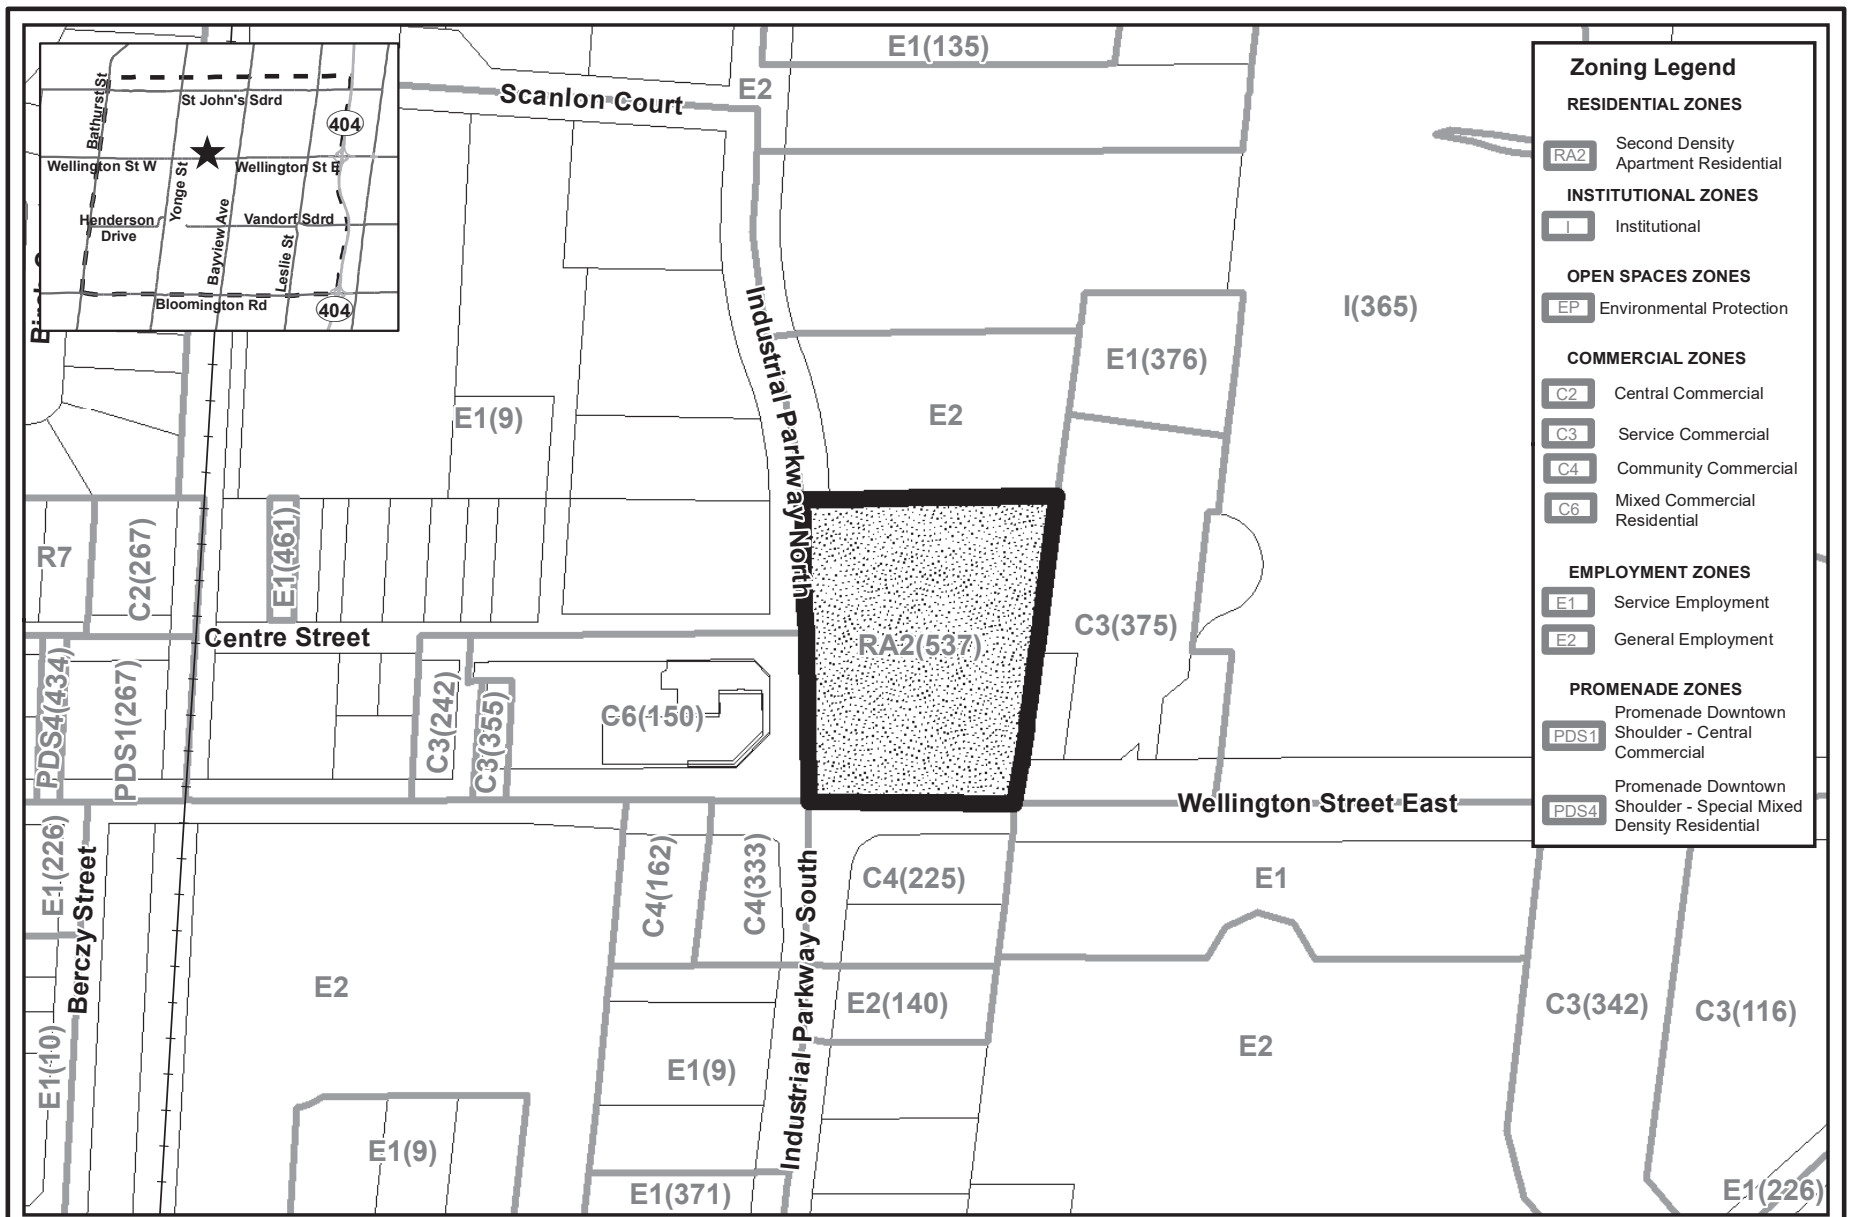 E1(135)
E2
Scanlon Court
St John's Sdrd
Bathurst St
404
Wellington St W
Wellington St E
Yonge St
Henderson
Drive
Vandorf Sdrd
Bayview Ave
Leslie St
Bloomington Rd
404
I(365)
Industrial Parkway North
E1(376)
E2
E1(9)
R7
C2(267)
E1(461)
Centre Street
C3(375)
RA2(537)
PDS4(434)
PDS1(267)
C3(242)
C3(355)
C6(150)
Wellington Street East
E1(226)
Berczy Street
C4(162)
C4(333)
Industrial Parkway South
C4(225)
E1
E2
E2(140)
C3(342)
C3(116)
E1(10)
E1(9)
E2
E1(9)
E1(371)
E1(226)
Zoning Legend
RESIDENTIAL ZONES
RA2
Second Density
Apartment Residential
INSTITUTIONAL ZONES
I
Institutional
OPEN SPACES ZONES
EP
Environmental Protection
COMMERCIAL ZONES
C2
Central Commercial
C3
Service Commercial
C4
Community Commercial
C6
Mixed Commercial
Residential
EMPLOYMENT ZONES
E1
Service Employment
E2
General Employment
PROMENADE ZONES
PDS1
Promenade Downtown
Shoulder - Central
Commercial
PDS4
Promenade Downtown
Shoulder - Special Mixed
Density Residential